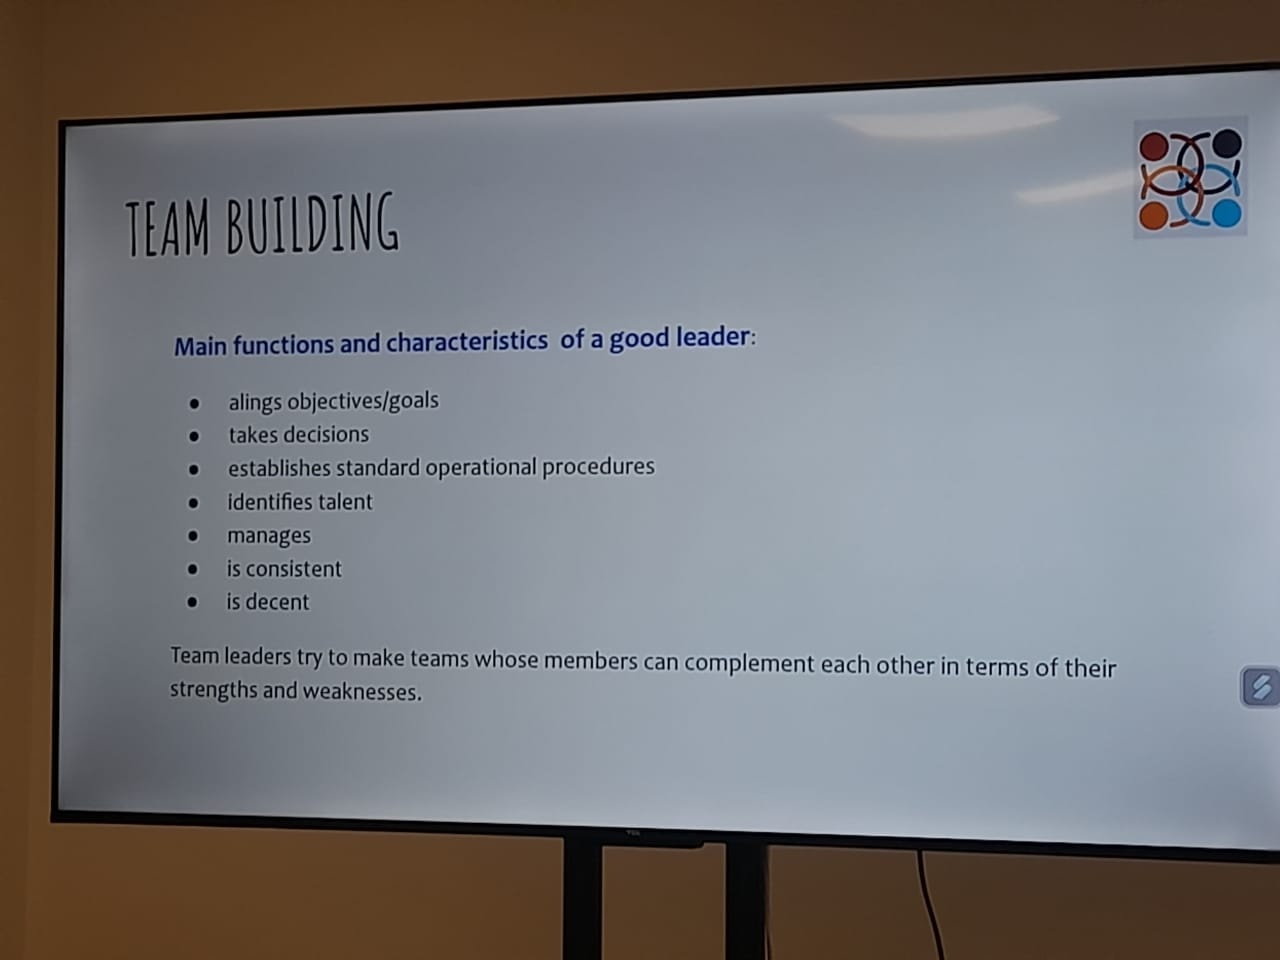 TEAM BUILDING
Main functions and characteristics of a good leader:
• alings objectives/goals
• takes decisions
• establishes standard operational procedures
• identifies talent
• manages
• is consistent
• is decent
Team leaders try to make teams whose members can complement each other in terms of their
strengths and weaknesses.
TCL